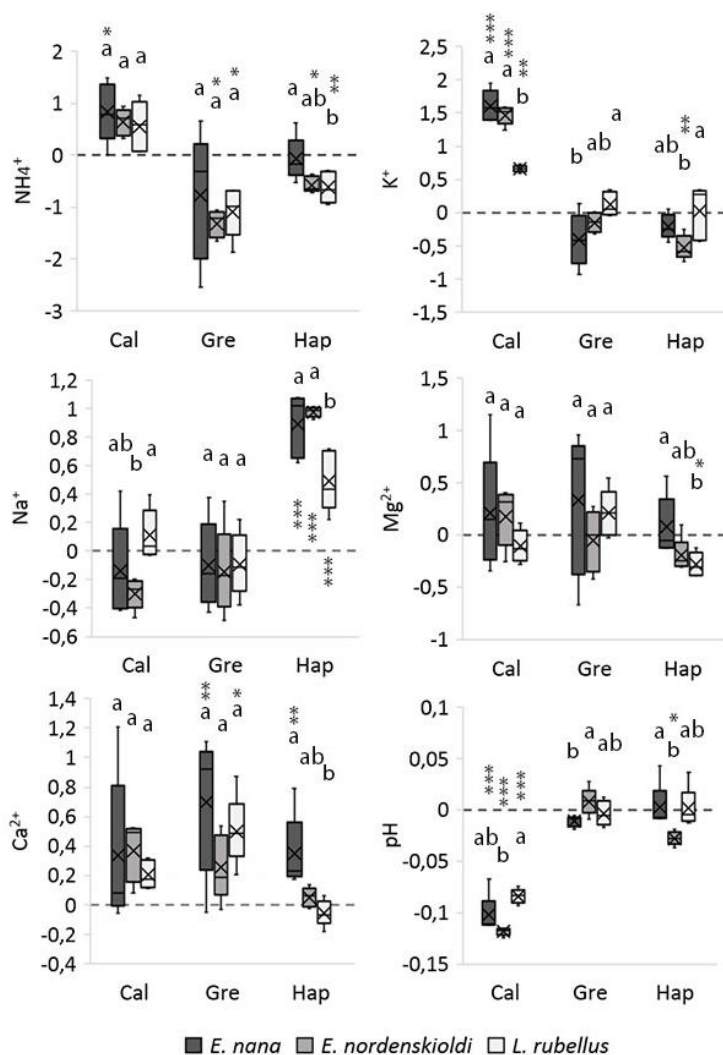 NH4⁺
2
1
0
-1
-2
-3
* a a a
a * a * a
a * ab ** b
Cal Gre Hap
K⁺
2,5
2
1,5
1
0,5
0
-0,5
-1
-1,5
*** a *** a ** b
b ab a
ab ** b a
Cal Gre Hap
Na⁺
1,2
1
0,8
0,6
0,4
0,2
0
-0,2
-0,4
-0,6
ab b a
a a a
a a b
*** *** ***
Cal Gre Hap
Mg²⁺
1,5
1
0,5
0
-0,5
-1
a a a
a a a
a ab * b
Cal Gre Hap
Ca²⁺
1,4
1,2
1
0,8
0,6
0,4
0,2
0
-0,2
-0,4
a a a
** a a * a
** a ab b
Cal Gre Hap
pH
0,1
0,05
0
-0,05
-0,1
-0,15
*** *** ***
ab b a
b a ab
a * b ab
Cal Gre Hap
E. nana E. nordenskioldi L. rubellus